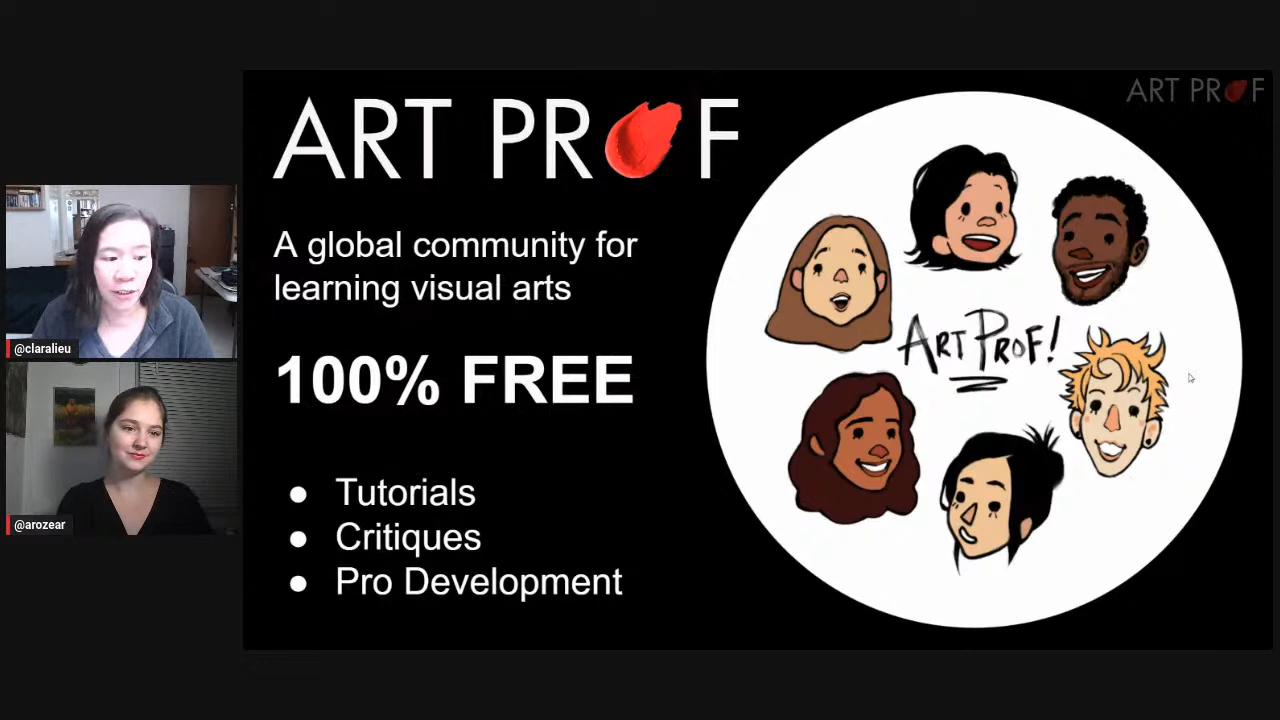 ART PROF
ART PROF
A global community for
learning visual arts
100% FREE
● Tutorials
● Critiques
● Pro Development
ART PROF!
@claralieu
@arozear